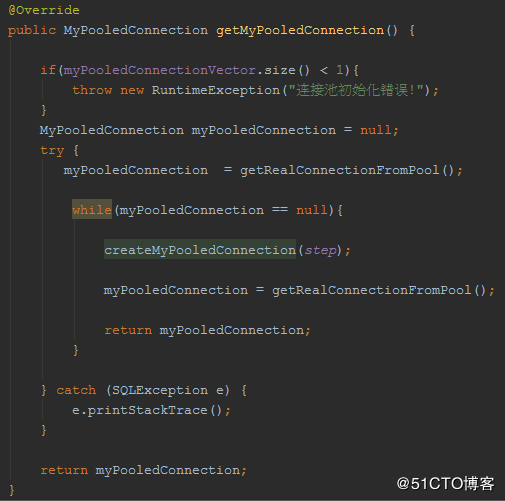 @Override
public MyPooledConnection getMyPooledConnection() {
if(myPooledConnectionVector.size() < 1){
throw new RuntimeException("连接池初始化错误!");
}
MyPooledConnection myPooledConnection = null;
try {
myPooledConnection  = getRealConnectionFromPool();
while(myPooledConnection == null){
createMyPooledConnection(step);
myPooledConnection = getRealConnectionFromPool();
return myPooledConnection;
}
} catch (SQLException e) {
e.printStackTrace();
}
return myPooledConnection;
}
@51CTO博客